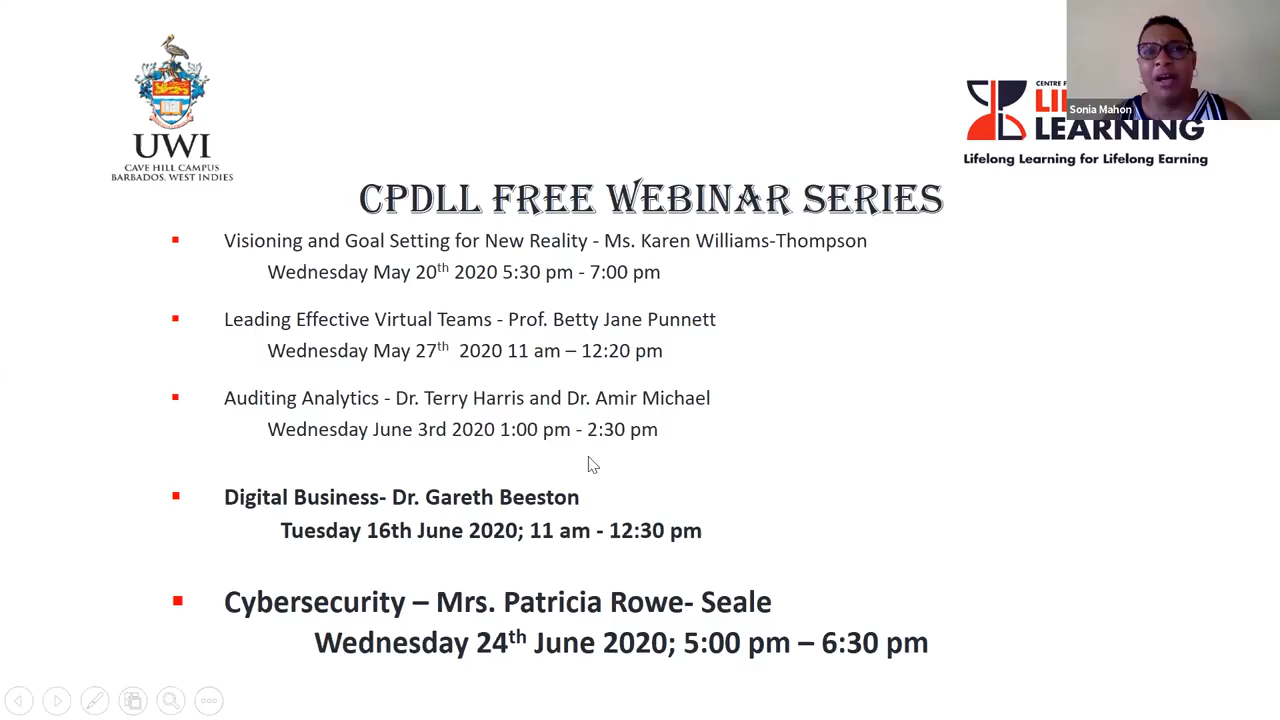 UWI
CAVE HILL CAMPUS
BARBADOS, WEST INDIES
Sonia Mahon
CENTRE
LEARNING
Lifelong Learning for Lifelong Earning
CPDLL FREE WEBINAR SERIES
▪ Visioning and Goal Setting for New Reality - Ms. Karen Williams-Thompson
Wednesday May 20th 2020 5:30 pm - 7:00 pm
▪ Leading Effective Virtual Teams - Prof. Betty Jane Punnett
Wednesday May 27th 2020 11 am – 12:20 pm
▪ Auditing Analytics - Dr. Terry Harris and Dr. Amir Michael
Wednesday June 3rd 2020 1:00 pm - 2:30 pm
▪ Digital Business- Dr. Gareth Beeston
Tuesday 16th June 2020; 11 am - 12:30 pm
▪ Cybersecurity – Mrs. Patricia Rowe- Seale
Wednesday 24th June 2020; 5:00 pm – 6:30 pm